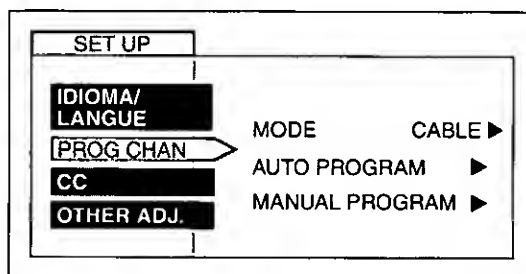 SET UP
IDIOMA/
LANGUE
PROG CHAN
CC
OTHER ADJ.
MODE CABLE ▶
AUTO PROGRAM ▶
MANUAL PROGRAM ▶